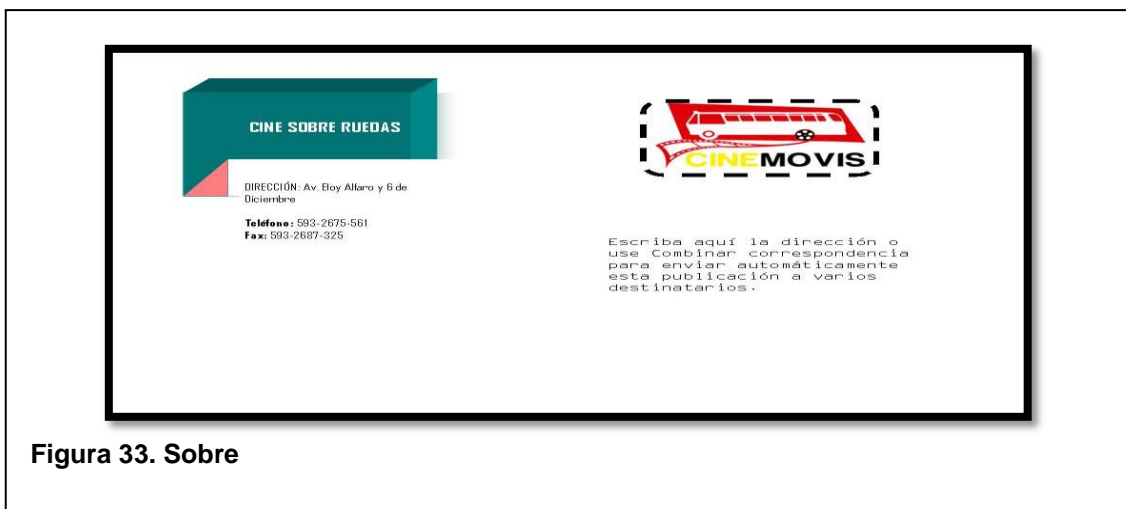 CINE SOBRE RUEDAS
DIRECCIÓN: Av. Eloy Alfaro y 6 de
Diciembre
Teléfono: 593-2675-561
Fax: 593-2687-325
CINEMOVIS
Escriba aquí la dirección o
use Combinar correspondencia
para enviar automáticamente
esta publicación a varios
destinatarios.
Figura 33. Sobre